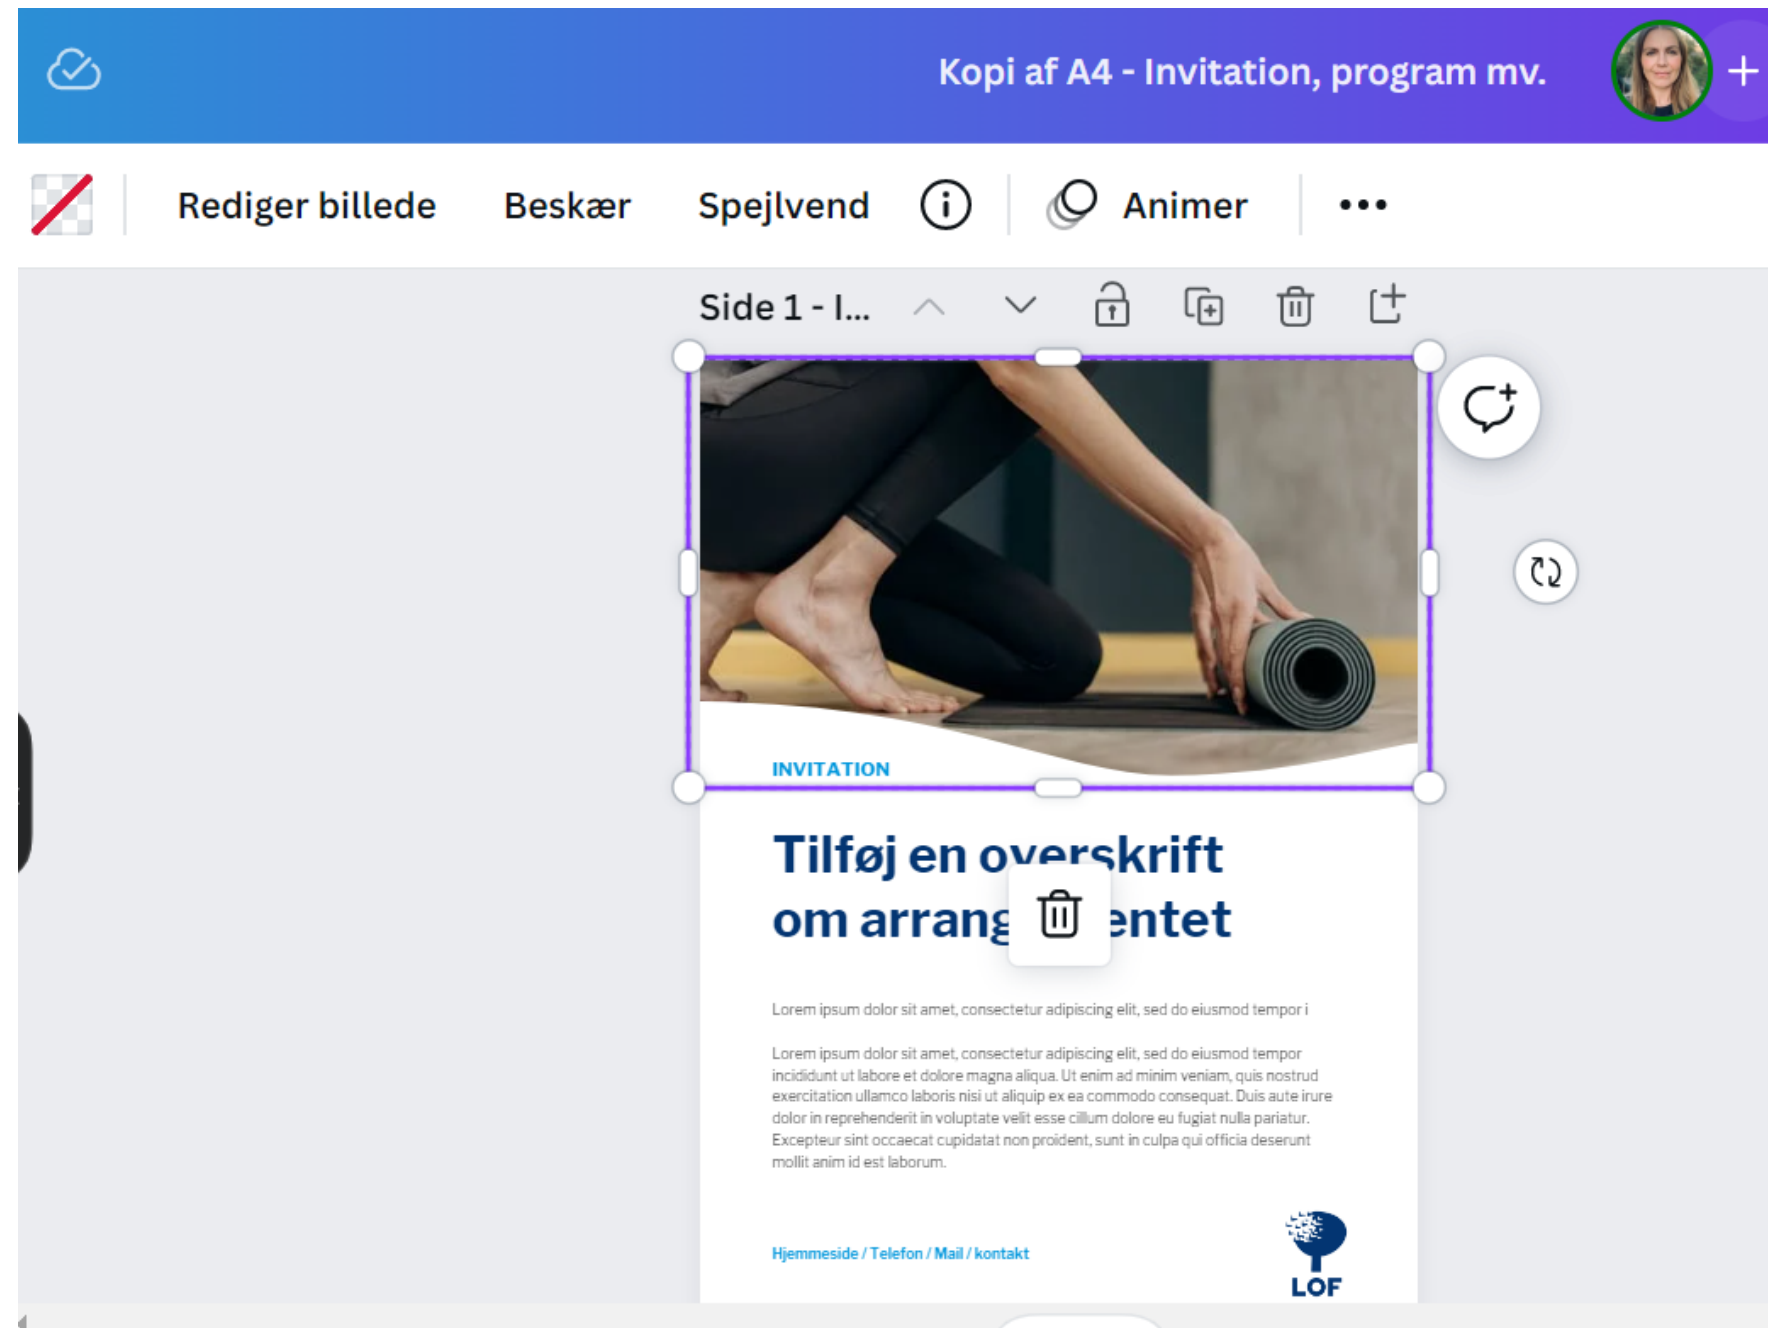 Kopi af A4 - Invitation, program mv.
Rediger billede Beskær Spejlvend Animer
Side 1 - I...
INVITATION
Tilføj en overskrift
om arrang entet
Lorem ipsum dolor sit amet, consectetur adipiscing elit, sed do eiusmod tempor i
Lorem ipsum dolor sit amet, consectetur adipiscing elit, sed do eiusmod tempor
incididunt ut labore et dolore magna aliqua. Ut enim ad minim veniam, quis nostrud
exercitation ullamco laboris nisi ut aliquip ex ea commodo consequat. Duis aute irure
dolor in reprehenderit in voluptate velit esse cillum dolore eu fugiat nulla pariatur.
Excepteur sint occaecat cupidatat non proident, sunt in culpa qui officia deserunt
mollit anim id est laborum.
Hjemmeside / Telefon / Mail / kontakt
LOF